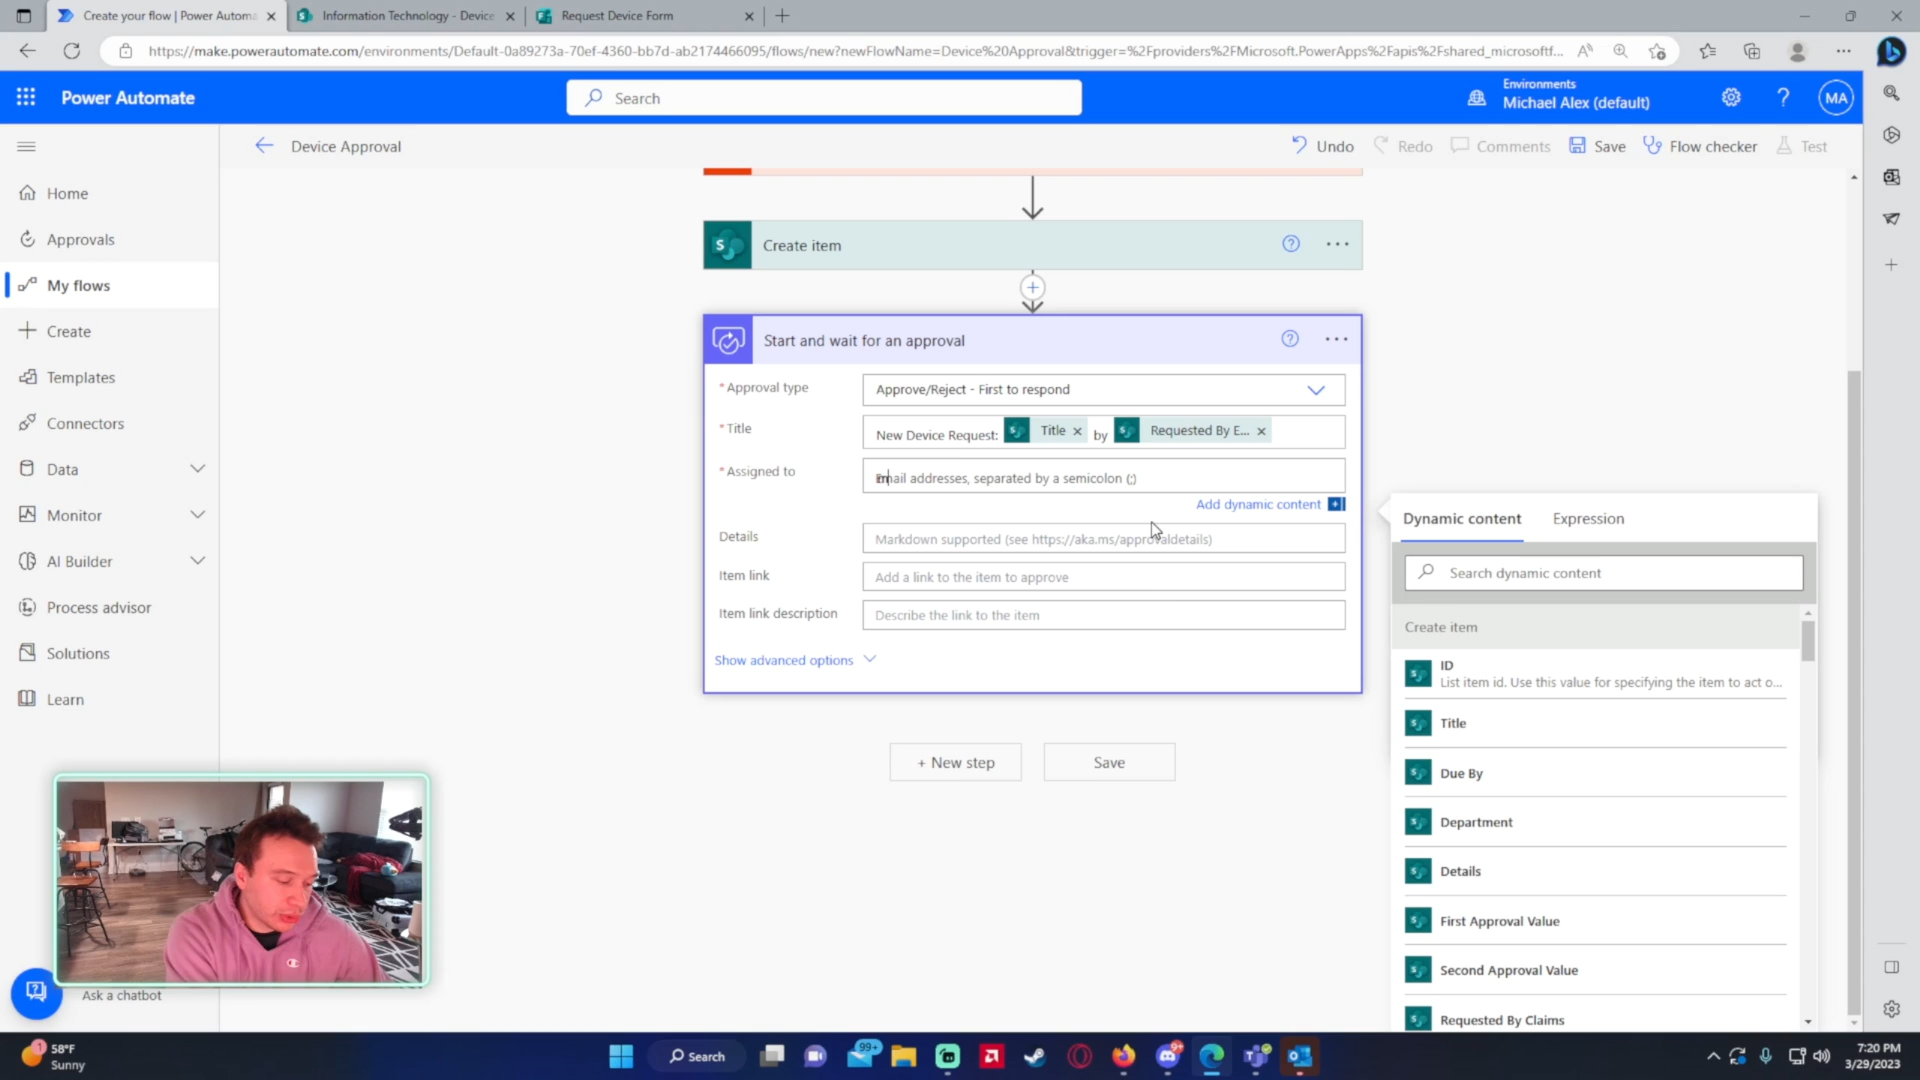 Create your flow | Power Automa
Information Technology - Device
Request Device Form
https://make.powerautomate.com/environments/Default-0a89273a-70ef-4360-bb7d-ab2174466095/flows/new?newFlowName=Device%20Approval&trigger=%2Fproviders%2FMicrosoft.PowerApps%2Fapis%2Fshared_microsoftf...
Power Automate
Search
Environments
Michael Alex (default)
?
MA
Device Approval
Undo
Redo
Comments
Save
Flow checker
Test
Home
Approvals
My flows
Create
Templates
Connectors
Data
Monitor
AI Builder
Process advisor
Solutions
Learn
Ask a chatbot
Create item
Start and wait for an approval
* Approval type
Approve/Reject - First to respond
* Title
New Device Request: Title × by Requested By E... ×
* Assigned to
Email addresses, separated by a semicolon (;)
Add dynamic content
Details
Markdown supported (see https://aka.ms/approvaldetails)
Item link
Add a link to the item to approve
Item link description
Describe the link to the item
Show advanced options
+ New step
Save
Dynamic content
Expression
Search dynamic content
Create item
ID
List item id. Use this value for specifying the item to act o...
Title
Due By
Department
Details
First Approval Value
Second Approval Value
Requested By Claims
1
58°F
Sunny
Search
99+
9+
7:20 PM
3/29/2023